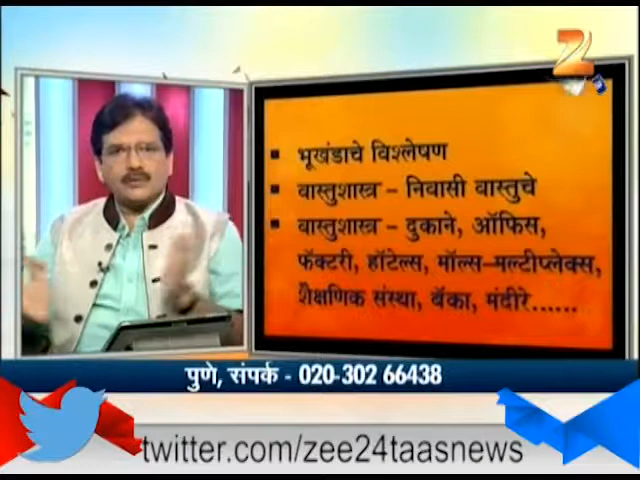 भूखंडाचे विश्लेषण
वास्तुशास्त्र – निवासी वास्तुचे
वास्तुशास्त्र – दुकाने, ऑफिस,
फॅक्टरी, हॉटेल्स, मॉल्स-मल्टीप्लेक्स,
शैक्षणिक संस्था, बॅंका, मंदीरे......
पुणे, संपर्क - 020-302 66438
twitter.com/zee24taasnews